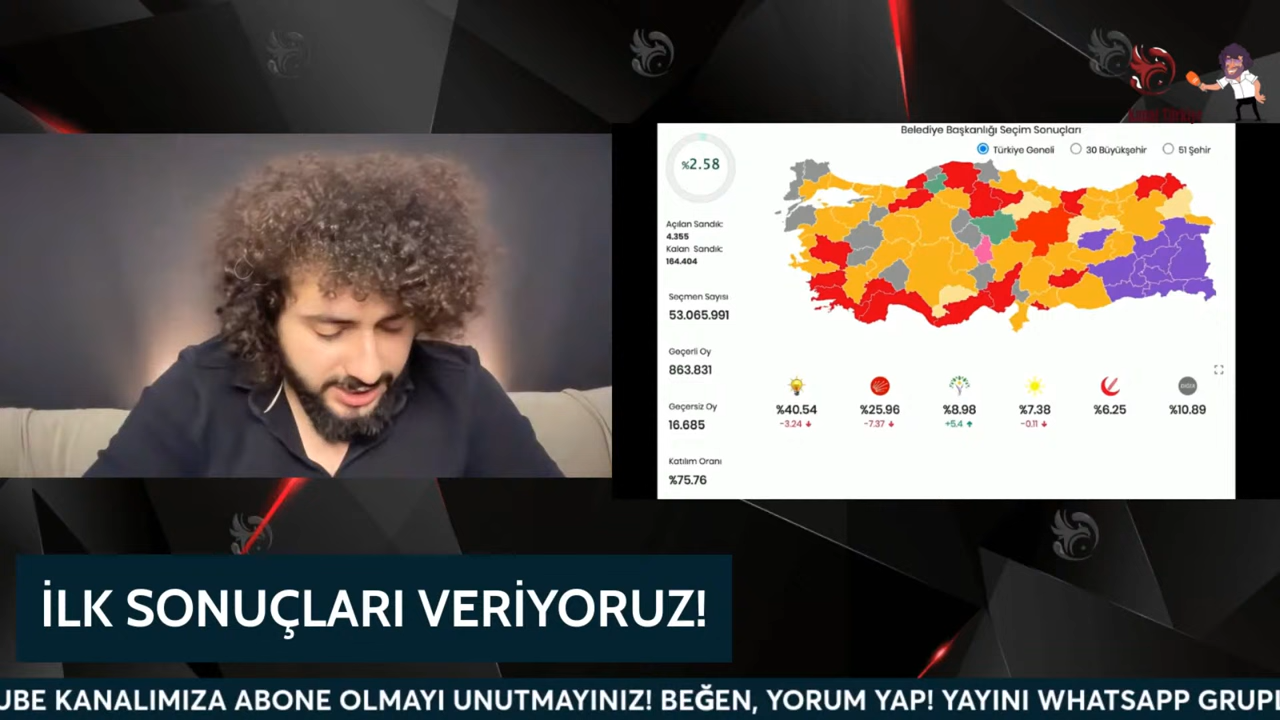 Belediye Başkanlığı Seçim Sonuçları
Türkiye Geneli 30 Büyükşehir 51 Şehir
%2.58
Açılan Sandık:
4.355
Kalan Sandık:
164.404
Seçmen Sayısı
53.065.991
Geçerli Oy
863.831
Geçersiz Oy
16.685
Katılım Oranı
%75.76
%40.54 %25.96 %8.98 %7.38 %6.25 %10.89
-3.24 -7.37 +5.4 -0.11
İLK SONUÇLARI VERİYORUZ!
UBE KANALIMIZA ABONE OLMAYI UNUTMAYINIZ! BEĞEN, YORUM YAP! YAYINI WHATSAPP GRUPL